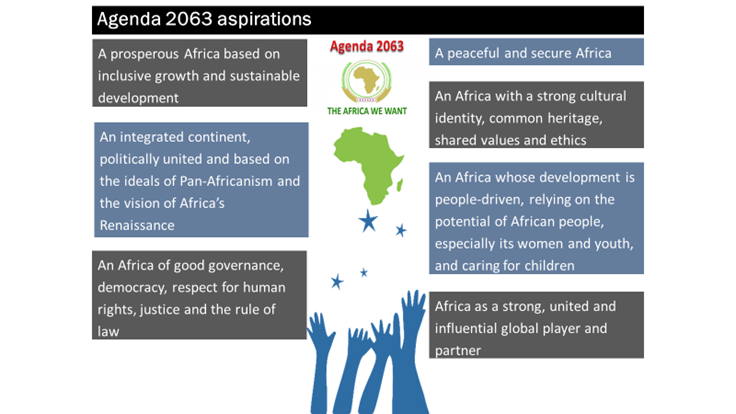 Agenda 2063 aspirations
A prosperous Africa based on
inclusive growth and sustainable
development
An integrated continent,
politically united and based on
the ideals of Pan-Africanism and
the vision of Africa's
Renaissance
An Africa of good governance,
democracy, respect for human
rights, justice and the rule of
law
Agenda 2063
THE AFRICA WE WANT
A peaceful and secure Africa
An Africa with a strong cultural
identity, common heritage,
shared values and ethics
An Africa whose development is
people-driven, relying on the
potential of African people,
especially its women and youth,
and caring for children
Africa as a strong, united and
influential global player and
partner